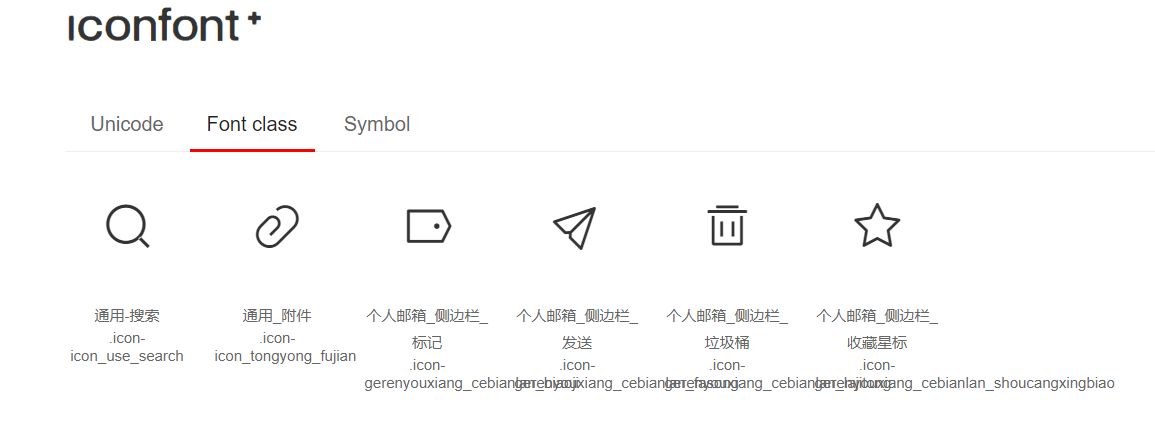 iconfont+
Unicode
Font class
Symbol
通用-搜索
.icon-
icon_use_search
通用_附件
.icon-
icon_tongyong_fujian
个人邮箱_侧边栏_
标记
.icon-
gerenyouxiang_cebianlan_biaoji
个人邮箱_侧边栏_
发送
.icon-
gerenyouxiang_cebianlan_fasong
个人邮箱_侧边栏_
垃圾桶
.icon-
gerenyouxiang_cebianlan_lajitong
个人邮箱_侧边栏_
收藏星标
.icon-
gerenyouxiang_cebianlan_shoucangxingbiao